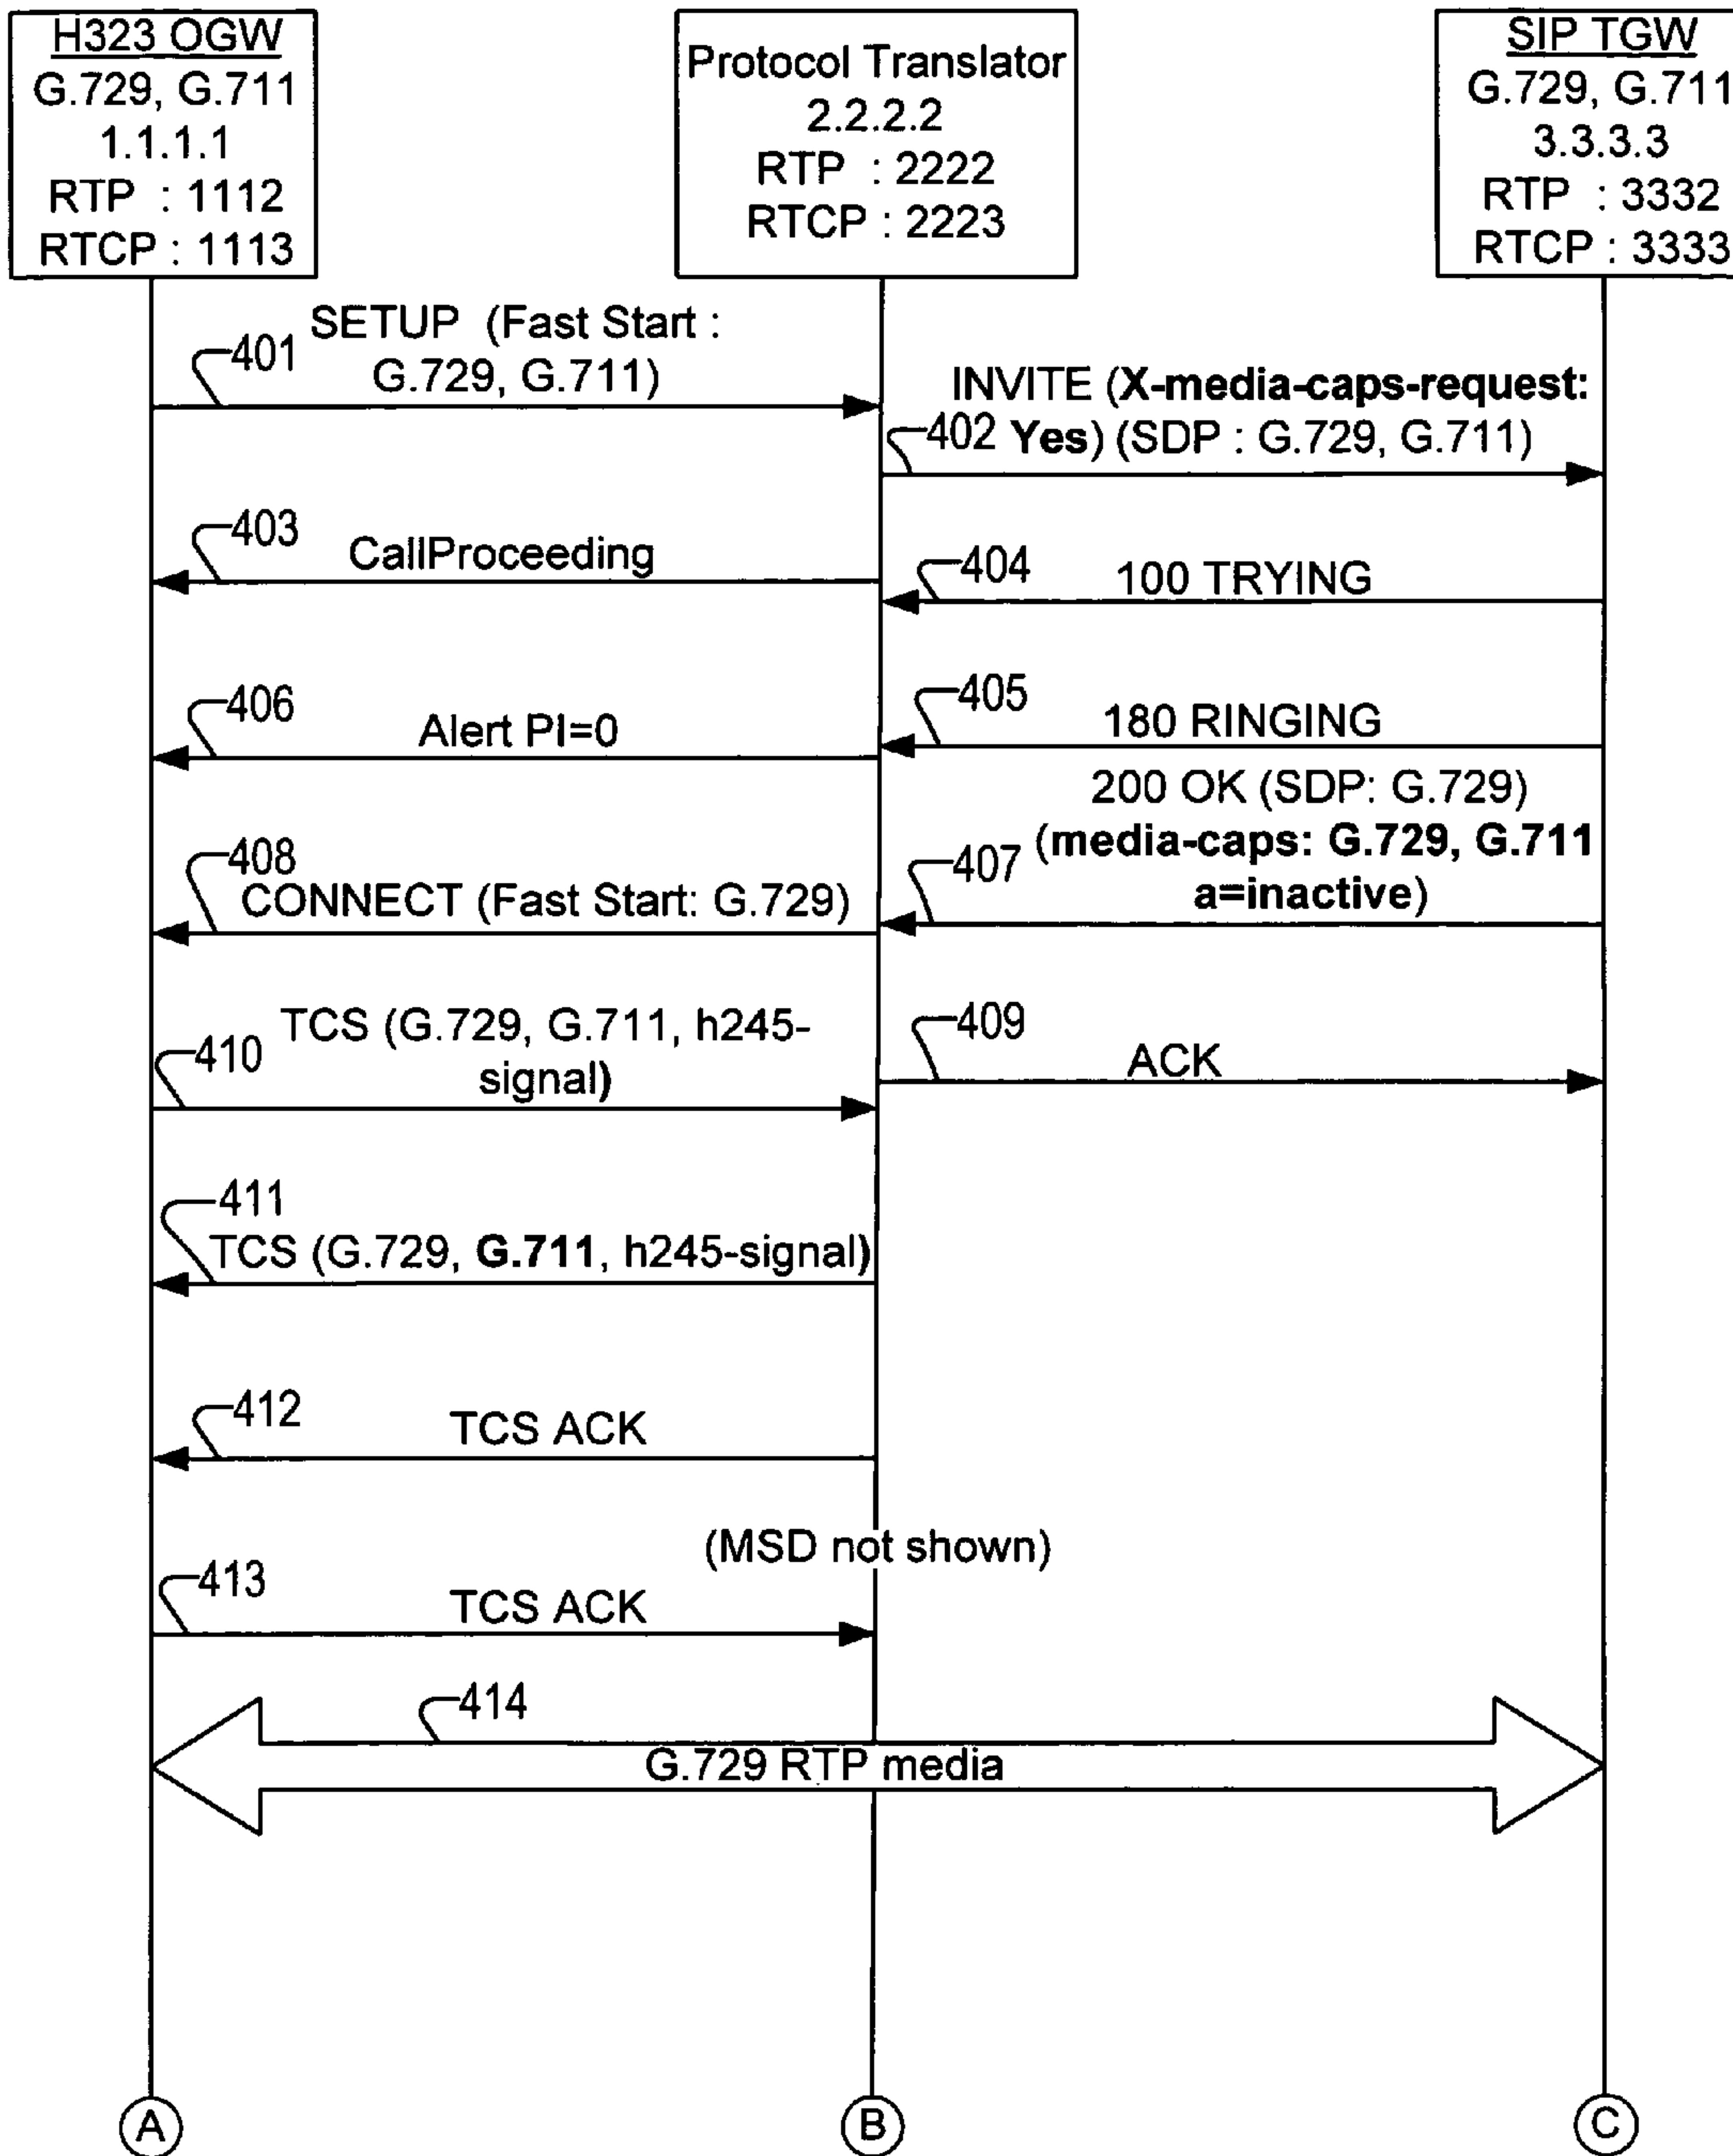 H323 OGW
G.729, G.711
1.1.1.1
RTP : 1112
RTCP : 1113
Protocol Translator
2.2.2.2
RTP : 2222
RTCP : 2223
SIP TGW
G.729, G.711
3.3.3.3
RTP : 3332
RTCP : 3333
401
SETUP (Fast Start :
G.729, G.711)
402
INVITE (X-media-caps-request:
Yes) (SDP : G.729, G.711)
403
CallProceeding
404
100 TRYING
405
180 RINGING
406
Alert PI=0
407
200 OK (SDP: G.729)
(media-caps: G.729, G.711
a=inactive)
408
CONNECT (Fast Start: G.729)
409
ACK
410
TCS (G.729, G.711, h245-
signal)
411
TCS (G.729, G.711, h245-signal)
412
TCS ACK
(MSD not shown)
413
TCS ACK
414
G.729 RTP media
A
B
C